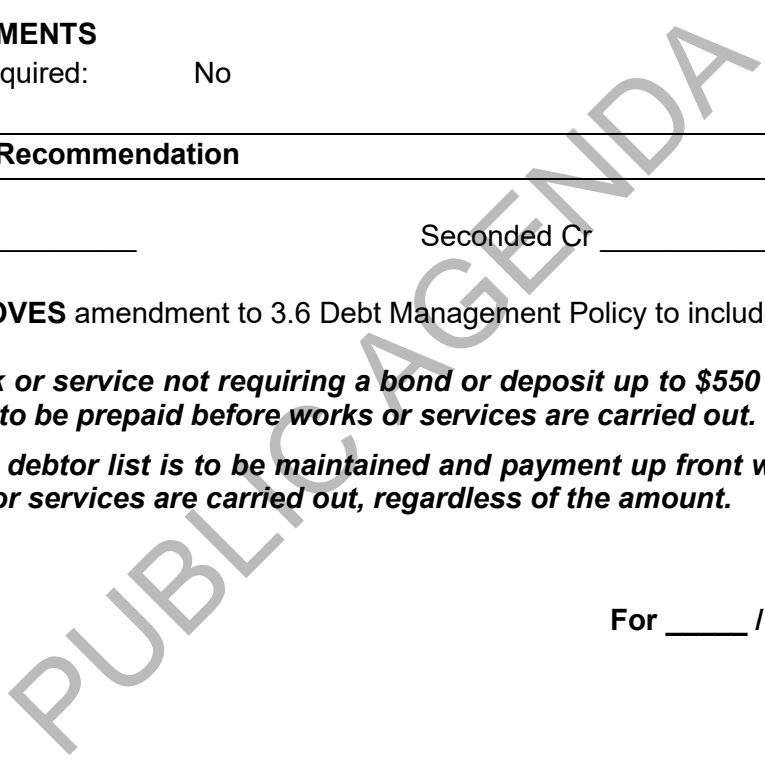 MENTS
quired: No
Recommendation
_________ Seconded Cr ___________
OVES amendment to 3.6 Debt Management Policy to includ
k or service not requiring a bond or deposit up to $550
to be prepaid before works or services are carried out.
debtor list is to be maintained and payment up front w
or services are carried out, regardless of the amount.
For _____ /
PUBLIC AGENDA